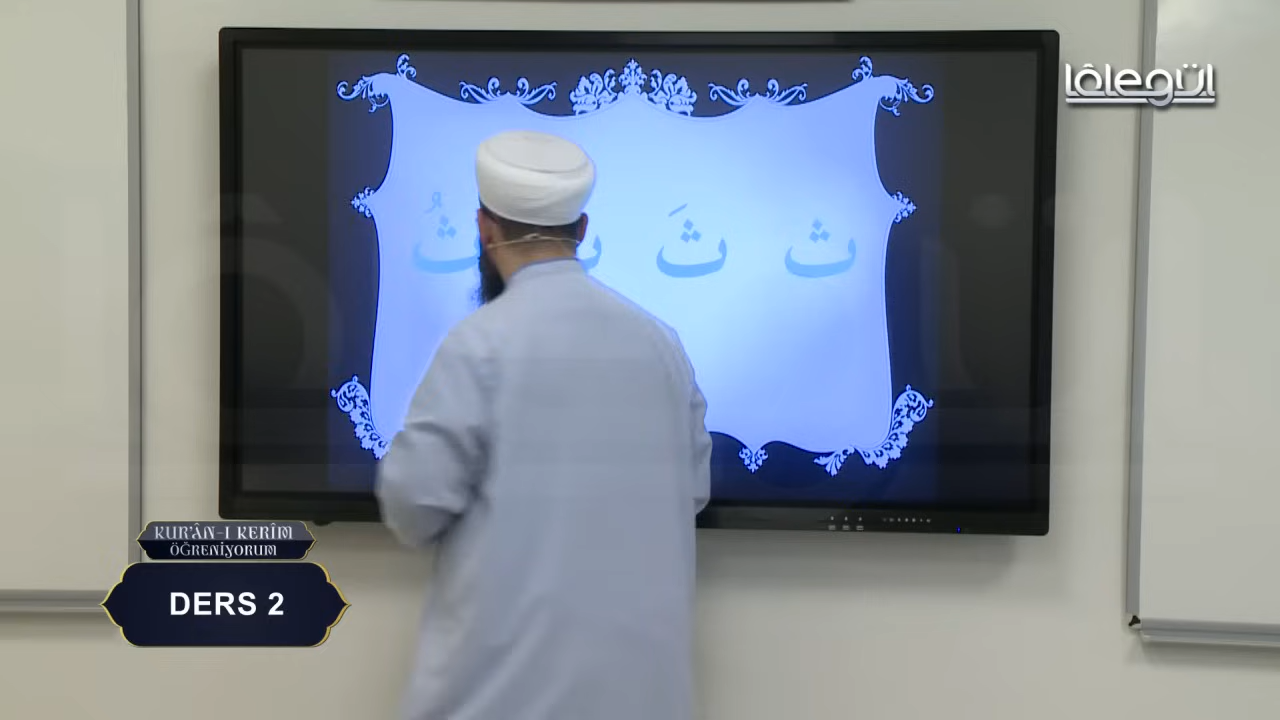 lâlegül
ث ثَ ثُ
KUR'ÂN-I KERÎM
ÖĞRENİYORUM
DERS 2